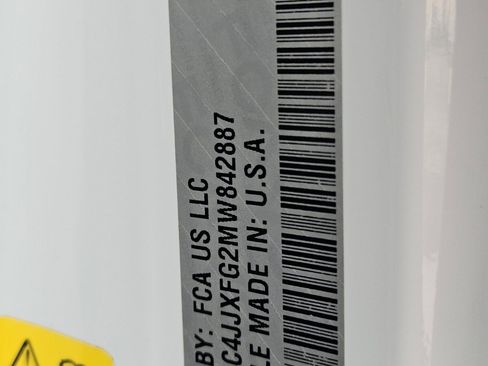 BY: FCA US LLC
C4JJXFG2MW842887
LE MADE IN: U.S.A.